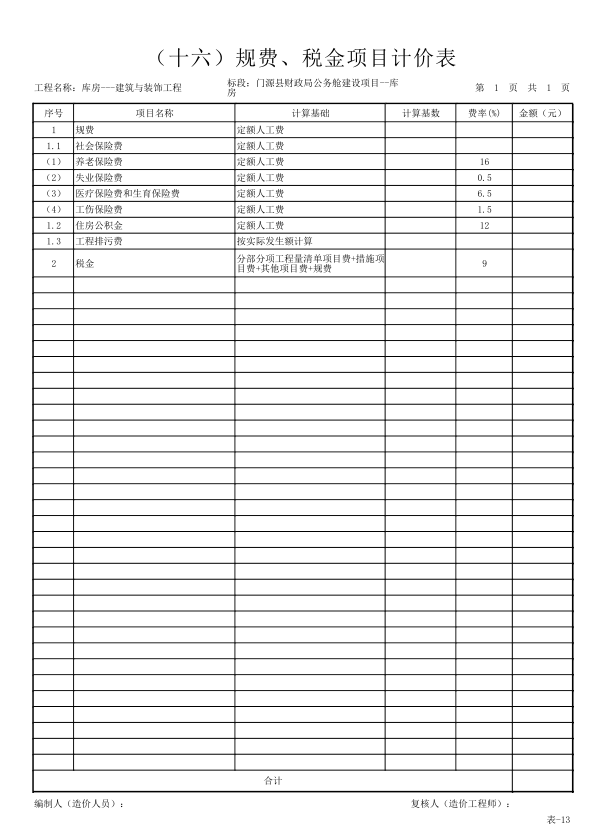 （十六）规费、税金项目计价表
工程名称：库房---建筑与装饰工程 标段：门源县财政局公务舱建设项目--库房 第 1 页 共 1 页
序号 项目名称 计算基础 计算基数 费率(%) 金额（元）
1 规费 定额人工费
1.1 社会保险费 定额人工费
（1） 养老保险费 定额人工费 16
（2） 失业保险费 定额人工费 0.5
（3） 医疗保险费和生育保险费 定额人工费 6.5
（4） 工伤保险费 定额人工费 1.5
1.2 住房公积金 定额人工费 12
1.3 工程排污费 按实际发生额计算
2 税金 分部分项工程量清单项目费+措施项目费+其他项目费+规费 9
合计
编制人（造价人员）： 复核人（造价工程师）：
表-13